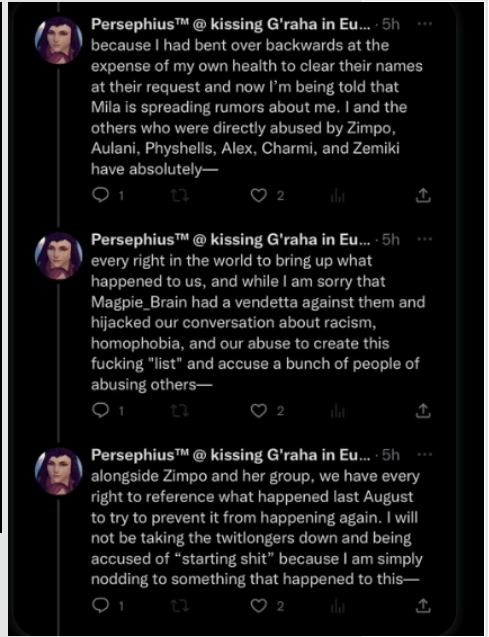 Persephius™ @ kissing G'raha in Eu... · 5h
because I had bent over backwards at the
expense of my own health to clear their names
at their request and now I'm being told that
Mila is spreading rumors about me. I and the
others who were directly abused by Zimpo,
Aulani, Physhells, Alex, Charmi, and Zemiki
have absolutely—
1 2
Persephius™ @ kissing G'raha in Eu... · 5h
every right in the world to bring up what
happened to us, and while I am sorry that
Magpie_Brain had a vendetta against them and
hijacked our conversation about racism,
homophobia, and our abuse to create this
fucking "list" and accuse a bunch of people of
abusing others—
1 2
Persephius™ @ kissing G'raha in Eu... · 5h
alongside Zimpo and her group, we have every
right to reference what happened last August
to try to prevent it from happening again. I will
not be taking the twitlongers down and being
accused of “starting shit” because I am simply
nodding to something that happened to this—
1 2